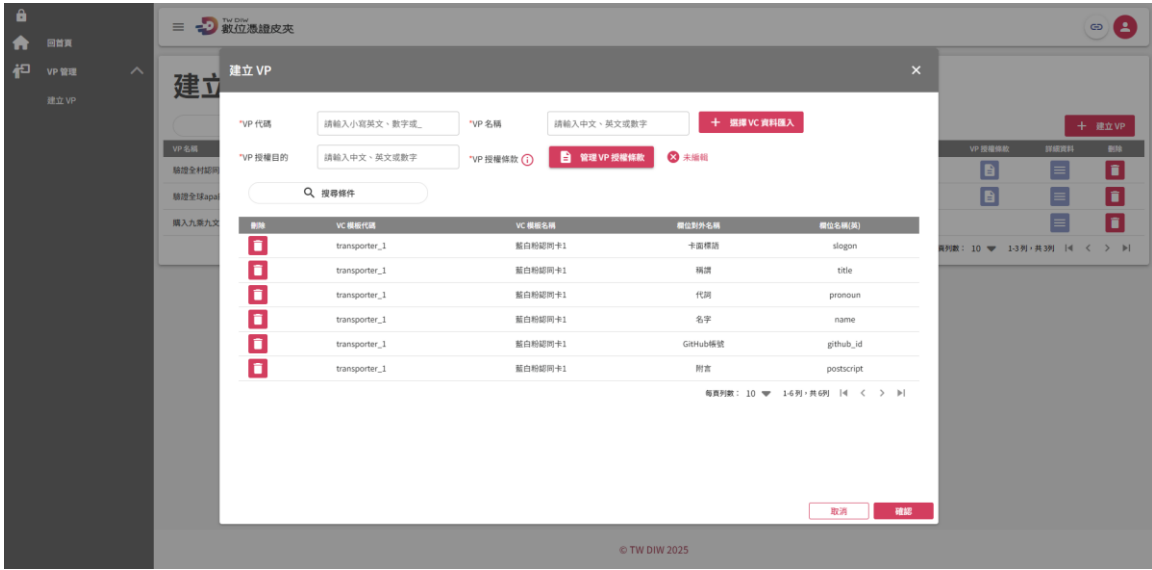 TW DIW
數位憑證皮夾
回首頁
VP 管理
建立 VP
建立
建立 VP
*VP 代碼 請輸入小寫英文、數字或_ *VP 名稱 請輸入中文、英文或數字 選擇 VC 資料匯入
建立 VP
*VP 授權目的 請輸入中文、英文或數字 *VP 授權條款 管理 VP 授權條款 未編輯
搜尋條件
VP 名稱 VP 授權條款 詳細資料 刪除
驗證全村認同
驗證全球apa
購入九乘九文
刪除 VC 模板代碼 VC 模板名稱 欄位對外名稱 欄位名稱(英)
transporter_1 藍白粉認同卡1 卡面標語 slogon
transporter_1 藍白粉認同卡1 稱謂 title
transporter_1 藍白粉認同卡1 代詞 pronoun
transporter_1 藍白粉認同卡1 名字 name
transporter_1 藍白粉認同卡1 GitHub帳號 github_id
transporter_1 藍白粉認同卡1 附言 postscript
頁列數： 10 1-3 列，共 3列
每頁列數： 10 1-6 列，共 6列
取消 確認
© TW DIW 2025